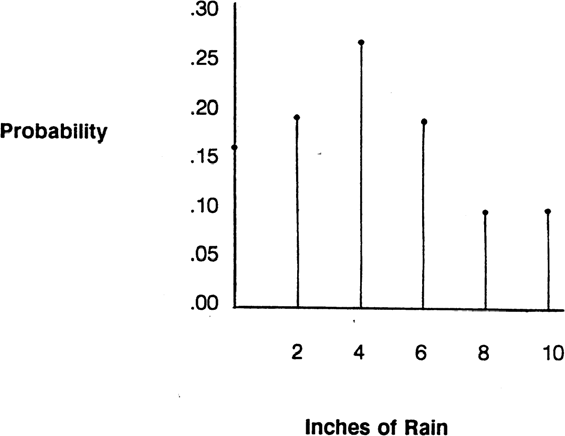 .30
.25
.20
Probability
.15
.10
.05
.00
2 4 6 8 10
Inches of Rain